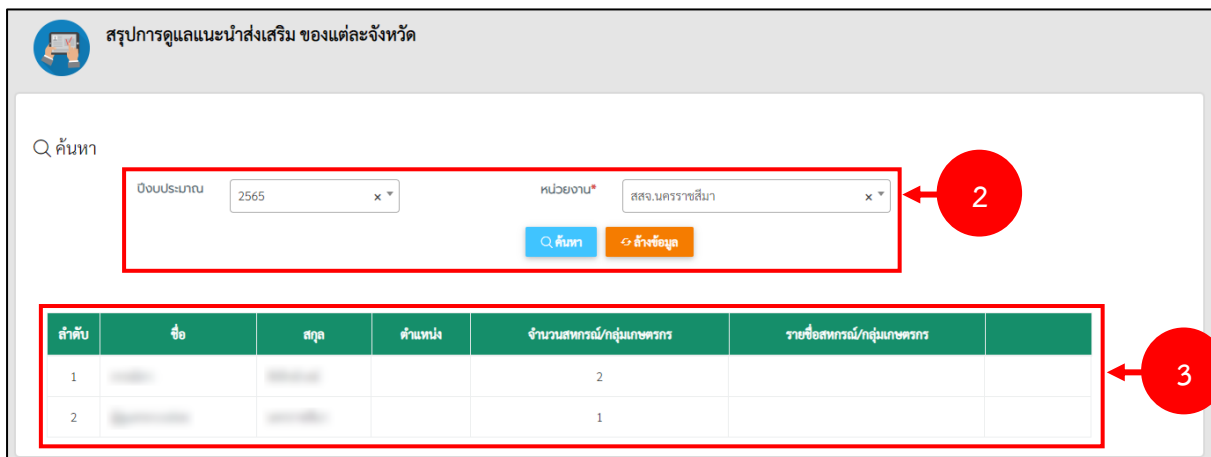 สรุปการดูแลแนะนำส่งเสริม ของแต่ละจังหวัด
ค้นหา
ปีงบประมาณ 2565 × หน่วยงาน* สสจ.นครราชสีมา ×
2
ค้นหา ล้างข้อมูล
ลำดับ ชื่อ สกุล ตำแหน่ง จำนวนสหกรณ์/กลุ่มเกษตรกร รายชื่อสหกรณ์/กลุ่มเกษตรกร
1 2
3
2 1